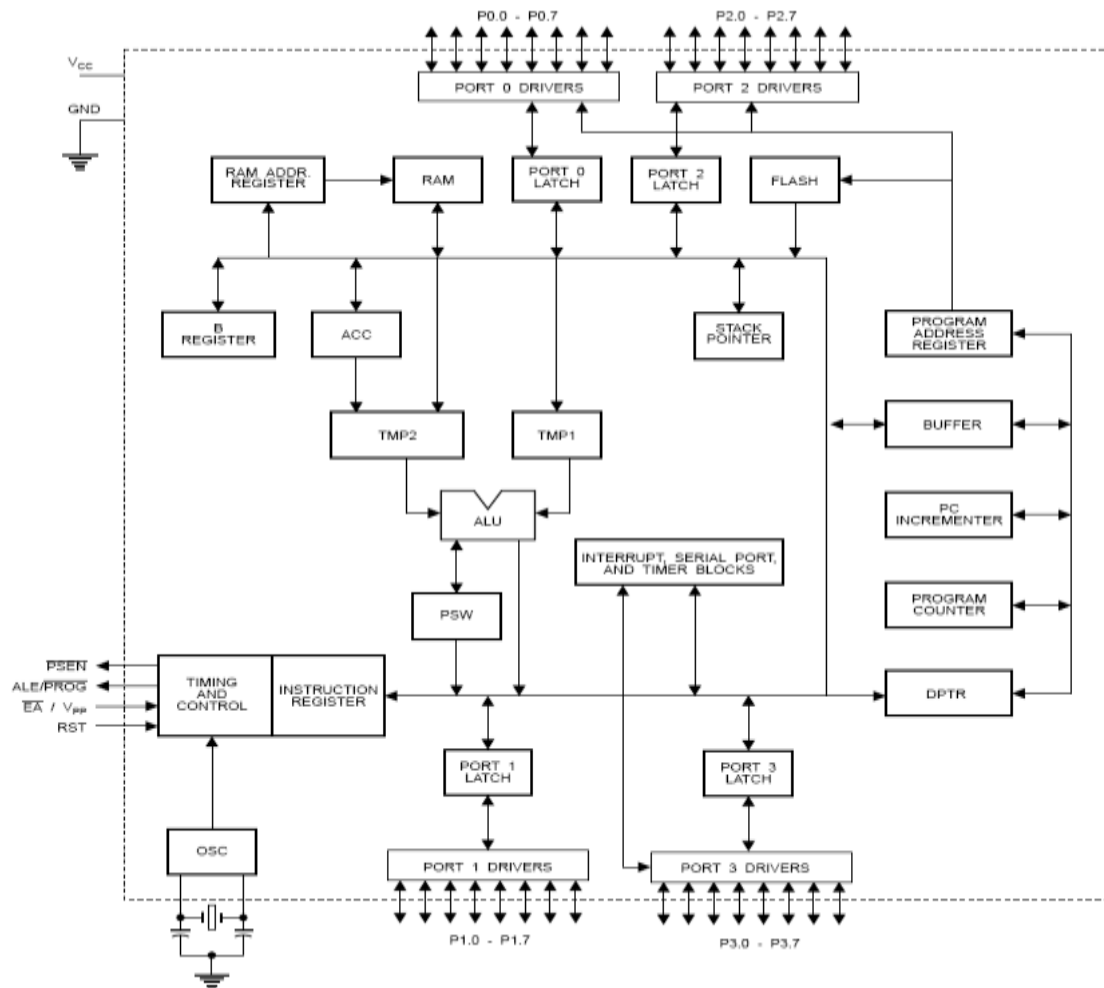 P0.0 - P0.7
P2.0 - P2.7
V_CC
GND
PORT 0 DRIVERS
PORT 2 DRIVERS
RAM ADDR.
REGISTER
RAM
PORT 0
LATCH
PORT 2
LATCH
FLASH
B
REGISTER
ACC
STACK
POINTER
PROGRAM
ADDRESS
REGISTER
TMP2
TMP1
BUFFER
ALU
PC
INCREMENTER
INTERRUPT, SERIAL PORT,
AND TIMER BLOCKS
PSW
PROGRAM
COUNTER
PSEN
ALE/PROG
EA / V_PP
RST
TIMING
AND
CONTROL
INSTRUCTION
REGISTER
DPTR
PORT 1
LATCH
PORT 3
LATCH
OSC
PORT 1 DRIVERS
PORT 3 DRIVERS
P1.0 - P1.7
P3.0 - P3.7